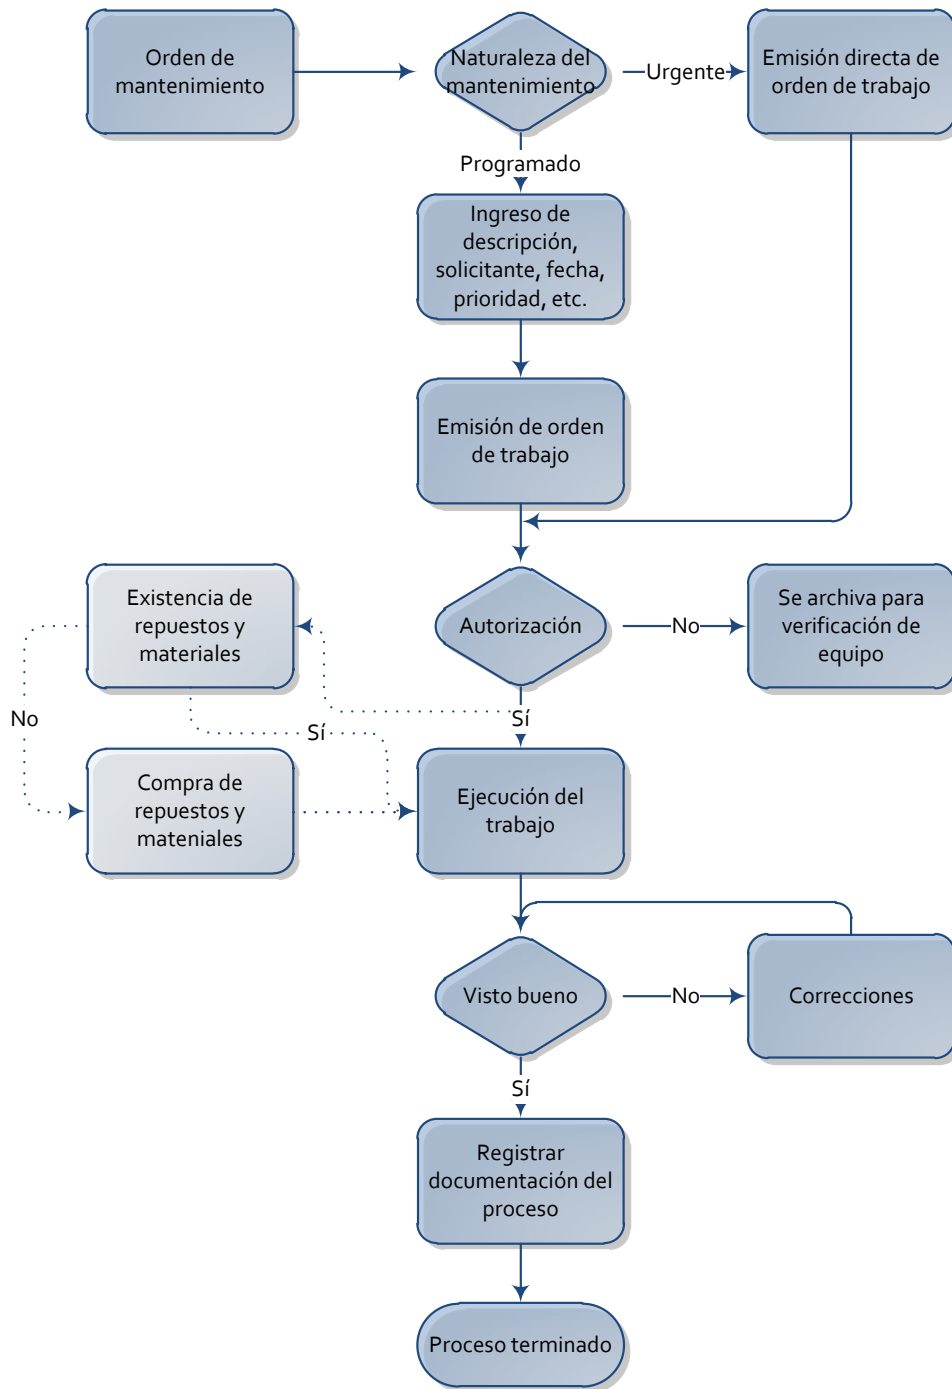 Orden de
mantenimiento
Naturaleza del
mantenimiento
Urgente
Emisión directa de
orden de trabajo
Programado
Ingreso de
descripción,
solicitante, fecha,
prioridad, etc.
Emisión de orden
de trabajo
Existencia de
repuestos y
materiales
Autorización
No
Se archiva para
verificación de
equipo
No
Sí
Sí
Compra de
repuestos y
mateniales
Ejecución del
trabajo
Visto bueno
No
Correcciones
Sí
Registrar
documentación del
proceso
Proceso terminado